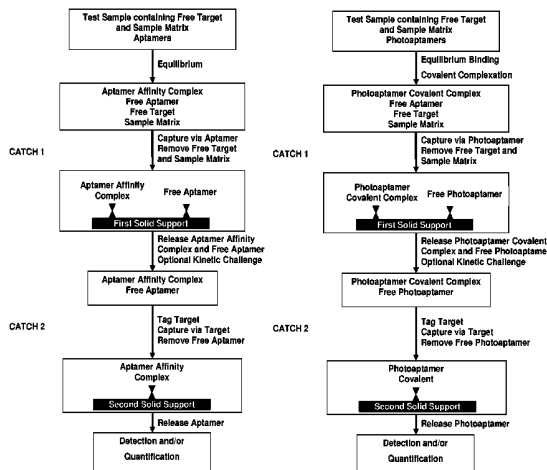 Test Sample containing Free Target
and Sample Matrix
Aptamers
Equilibrium
Aptamer Affinity Complex
Free Aptamer
Free Target
Sample Matrix
CATCH 1
Capture via Aptamer
Remove Free Target
and Sample Matrix
Aptamer Affinity
Complex
Free Aptamer
First Solid Support
Release Aptamer Affinity
Complex and Free Aptamer
Optional Kinetic Challenge
Aptamer Affinity Complex
Free Aptamer
CATCH 2
Tag Target
Capture via Target
Remove Free Aptamer
Aptamer Affinity
Complex
Second Solid Support
Release Aptamer
Detection and/or
Quantification
Test Sample containing Free Target
and Sample Matrix
Photoaptamers
Equilibrium Binding
Covalent Complexation
Photoaptamer Covalent Complex
Free Aptamer
Free Target
Sample Matrix
CATCH 1
Capture via Photoaptamer
Remove Free Target and
Sample Matrix
Photoaptamer
Covalent Complex
Free Photoaptamer
First Solid Support
Release Photoaptamer Covalent
Complex and Free Photoaptame
Optional Kinetic Challenge
Photoaptamer Covalent Complex
Free Photoaptamer
CATCH 2
Tag Target
Capture via Target
Remove Free Photoaptamer
Photoaptamer
Covalent
Second Solid Support
Release Photoaptamer
Detection and/or
Quantification